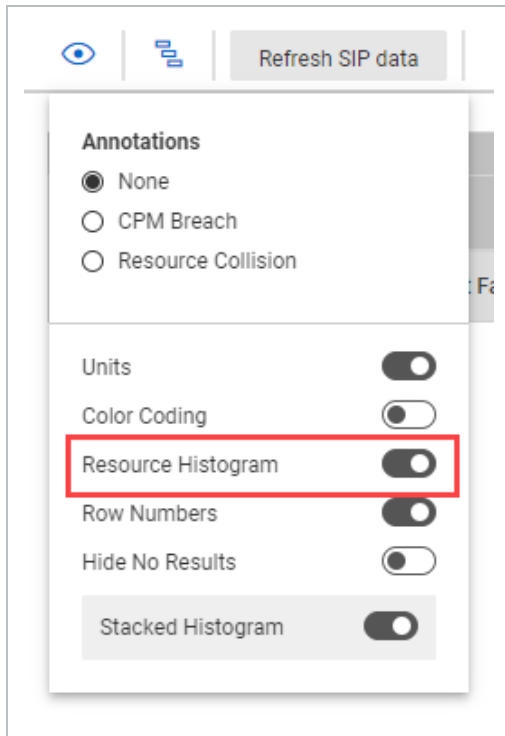 Refresh SIP data
Annotations
None
CPM Breach
Resource Collision
Units
Color Coding
Resource Histogram
Row Numbers
Hide No Results
Stacked Histogram